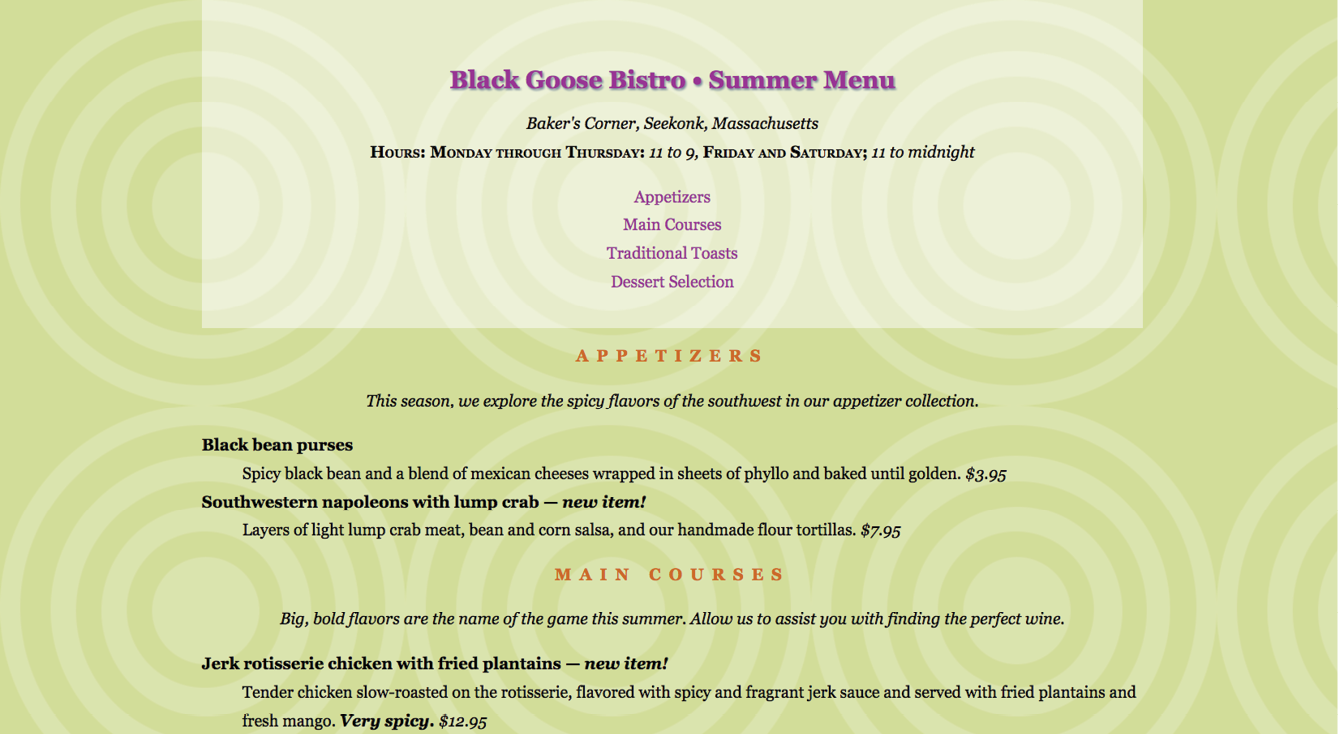 Black Goose Bistro • Summer Menu
Baker's Corner, Seekonk, Massachusetts
Hours: Monday through Thursday: 11 to 9, Friday and Saturday; 11 to midnight
Appetizers
Main Courses
Traditional Toasts
Dessert Selection
APPETIZERS
This season, we explore the spicy flavors of the southwest in our appetizer collection.
Black bean purses
Spicy black bean and a blend of mexican cheeses wrapped in sheets of phyllo and baked until golden. $3.95
Southwestern napoleons with lump crab — new item!
Layers of light lump crab meat, bean and corn salsa, and our handmade flour tortillas. $7.95
MAIN COURSES
Big, bold flavors are the name of the game this summer. Allow us to assist you with finding the perfect wine.
Jerk rotisserie chicken with fried plantains — new item!
Tender chicken slow-roasted on the rotisserie, flavored with spicy and fragrant jerk sauce and served with fried plantains and
fresh mango. Very spicy. $12.95